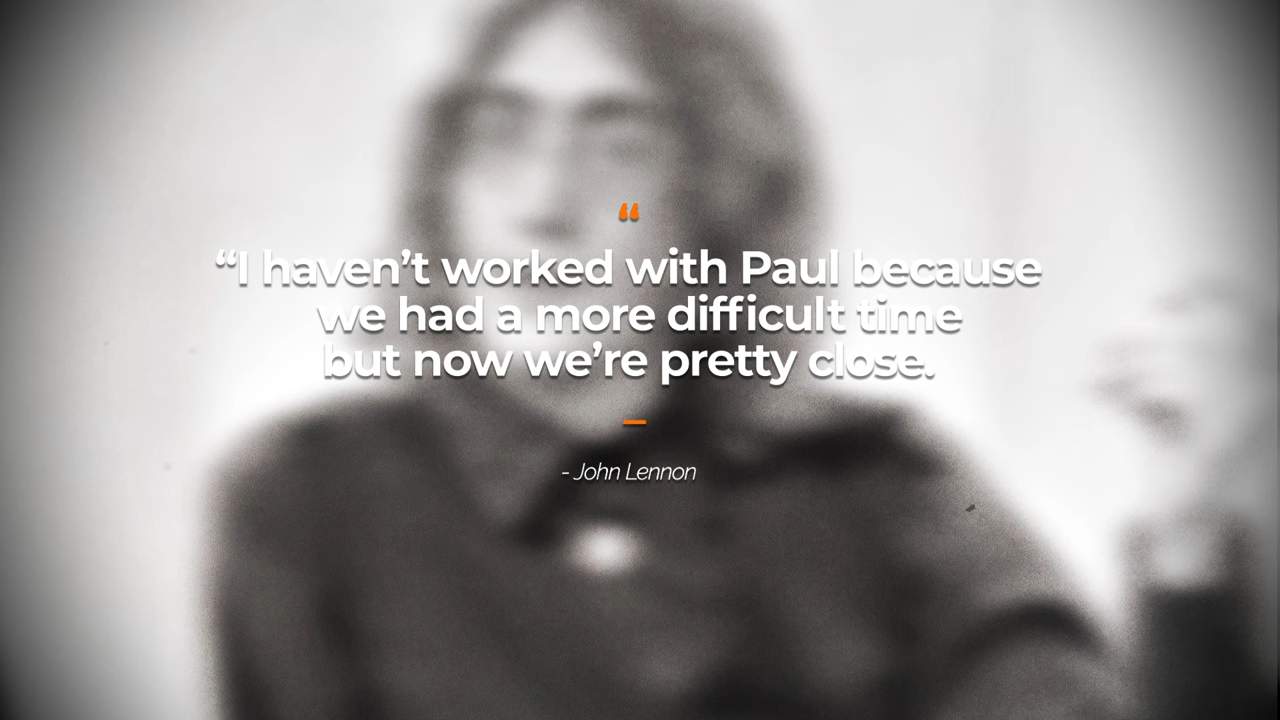 “
“I haven’t worked with Paul because
we had a more difficult time
but now we’re pretty close.
- John Lennon